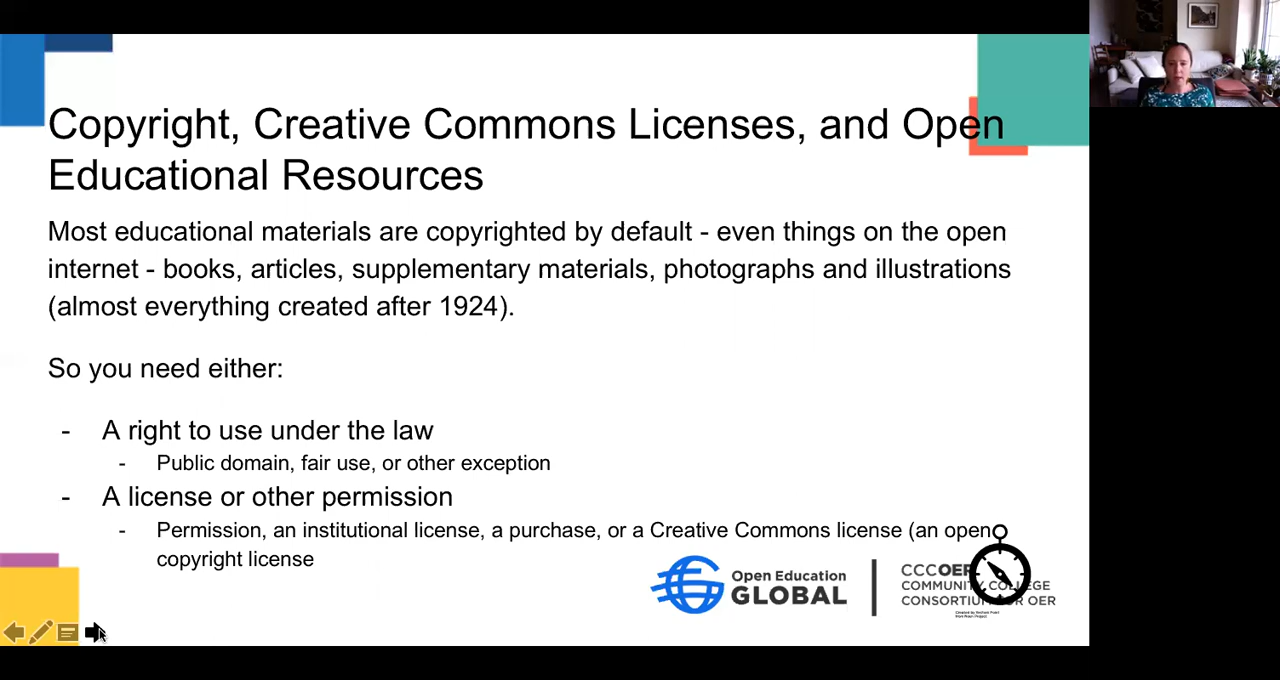 Copyright, Creative Commons Licenses, and Open
Educational Resources
Most educational materials are copyrighted by default - even things on the open
internet - books, articles, supplementary materials, photographs and illustrations
(almost everything created after 1924).
So you need either:
- A right to use under the law
- Public domain, fair use, or other exception
- A license or other permission
- Permission, an institutional license, a purchase, or a Creative Commons license (an open
copyright license
Open Education
GLOBAL
CCCOER
COMMUNITY COLLEGE
CONSORTIUM FOR OER